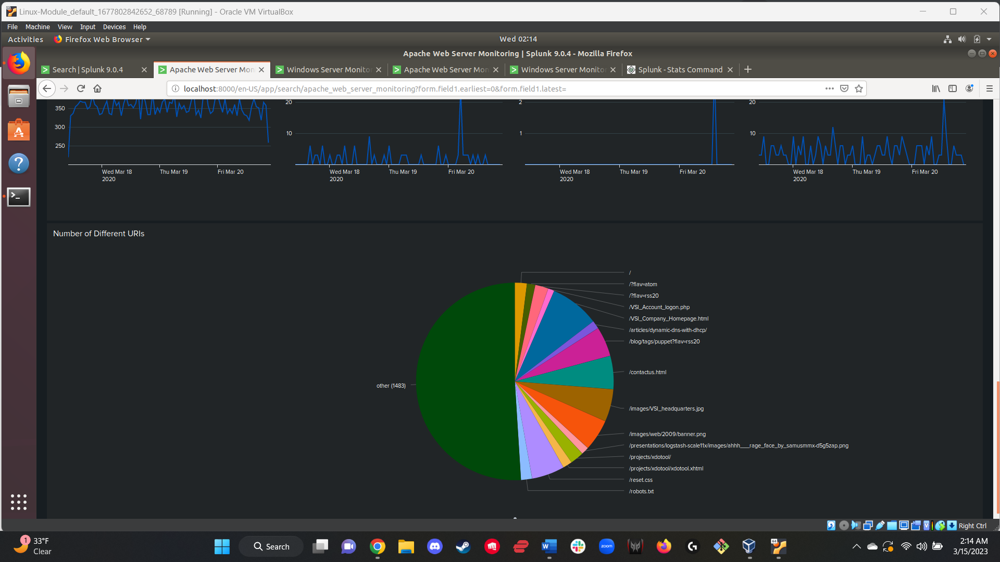 Linux-Module_default_1677802842652_68789 [Running] - Oracle VM VirtualBox
File Machine View Input Devices Help
Activities Firefox Web Browser Wed 02:14
Apache Web Server Monitoring | Splunk 9.0.4 - Mozilla Firefox
Search | Splunk 9.0.4 Apache Web Server Mon Windows Server Monito Apache Web Server Mon Windows Server Monito Splunk - Stats Command
localhost:8000/en-US/app/search/apache_web_server_monitoring?form.field1.earliest=0&form.field1.latest=
350
300
250
Wed Mar 18
2020
Thu Mar 19
Fri Mar 20
20
10
Wed Mar 18
2020
Thu Mar 19
Fri Mar 20
2
1
Wed Mar 18
2020
Thu Mar 19
Fri Mar 20
20
10
Wed Mar 18
2020
Thu Mar 19
Fri Mar 20
Number of Different URIs
/
/?flav=atom
/?flav=rss20
/VSI_Account_logon.php
/VSI_Company_Homepage.html
/articles/dynamic-dns-with-dhcp/
/blog/tags/puppet?flav=rss20
/contactus.html
other (1483)
/images/VSI_headquarters.jpg
/images/web/2009/banner.png
/presentations/logstash-scale11x/images/ahhh___rage_face_by_samusmmx-d5g5zap.png
/projects/xdotool/
/projects/xdotool/xdotool.xhtml
/reset.css
/robots.txt
Right Ctrl
1
33°F
Clear
Search
zoom
64
2:14 AM
3/15/2023